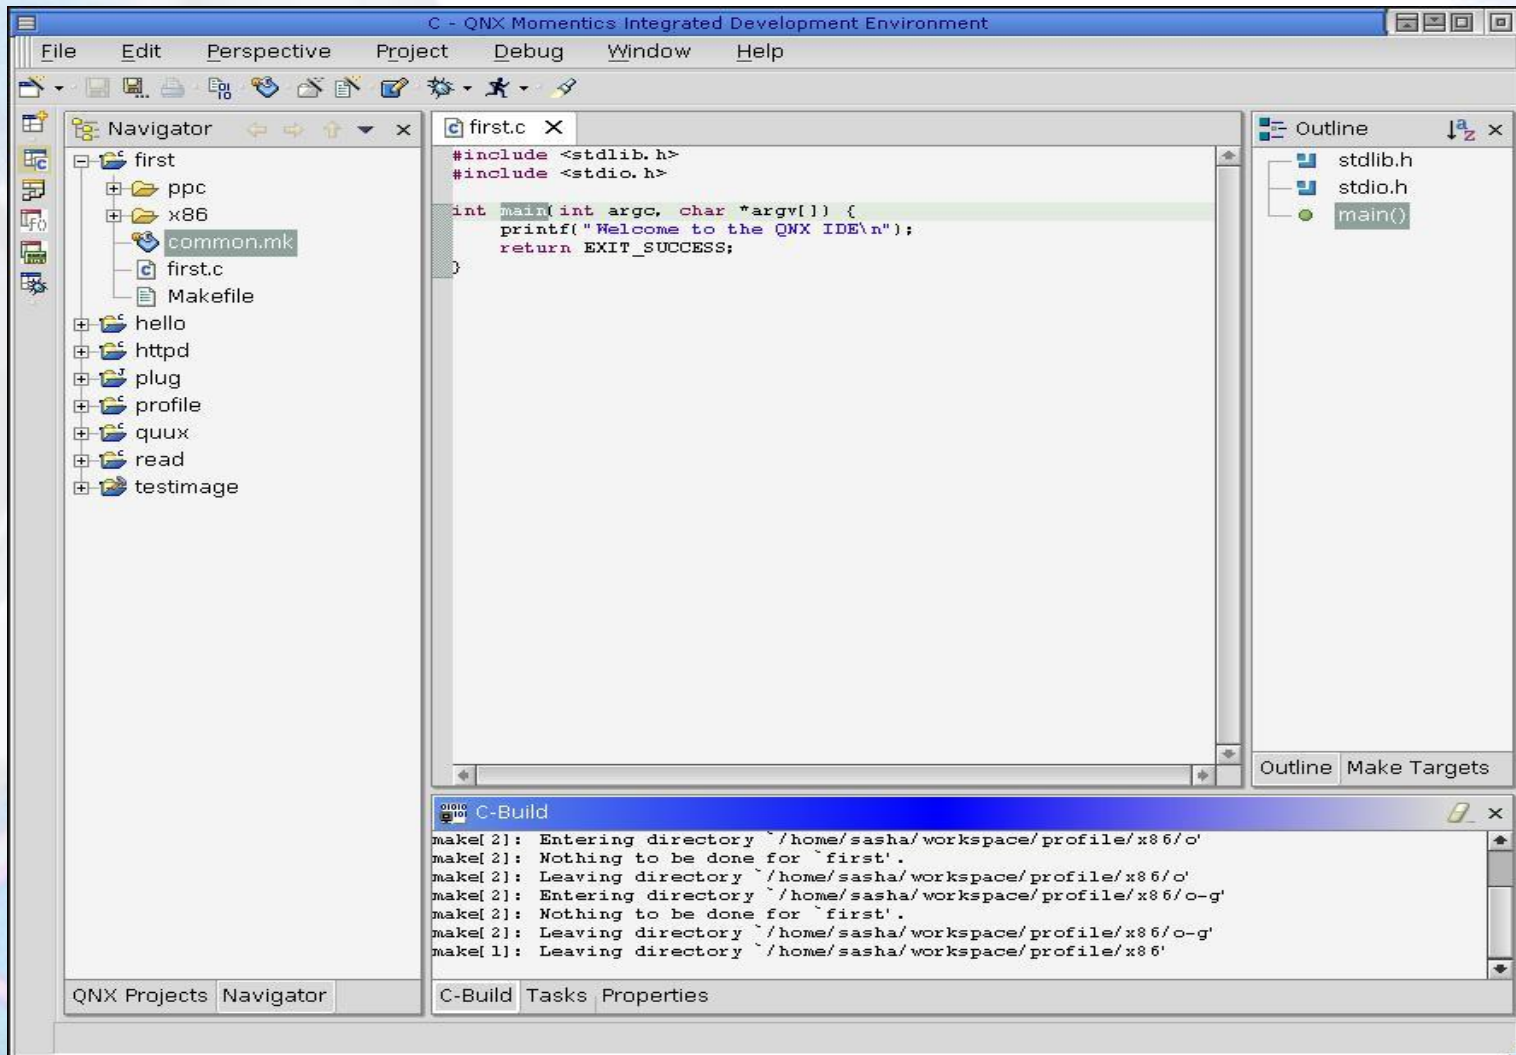 C - QNX Momentics Integrated Development Environment
File Edit Perspective Project Debug Window Help
Navigator
first
ppc
x86
common.mk
first.c
Makefile
hello
httpd
plug
profile
quux
read
testimage
QNX Projects Navigator
first.c
#include <stdlib.h>
#include <stdio.h>
int main(int argc, char *argv[]) {
printf("Welcome to the QNX IDE\n");
return EXIT_SUCCESS;
}
Outline
stdlib.h
stdio.h
main()
Outline Make Targets
C-Build
make[2]: Entering directory `/home/sasha/workspace/profile/x86/o'
make[2]: Nothing to be done for `first'.
make[2]: Leaving directory `/home/sasha/workspace/profile/x86/o'
make[2]: Entering directory `/home/sasha/workspace/profile/x86/o-g'
make[2]: Nothing to be done for `first'.
make[2]: Leaving directory `/home/sasha/workspace/profile/x86/o-g'
make[1]: Leaving directory `/home/sasha/workspace/profile/x86'
C-Build Tasks Properties